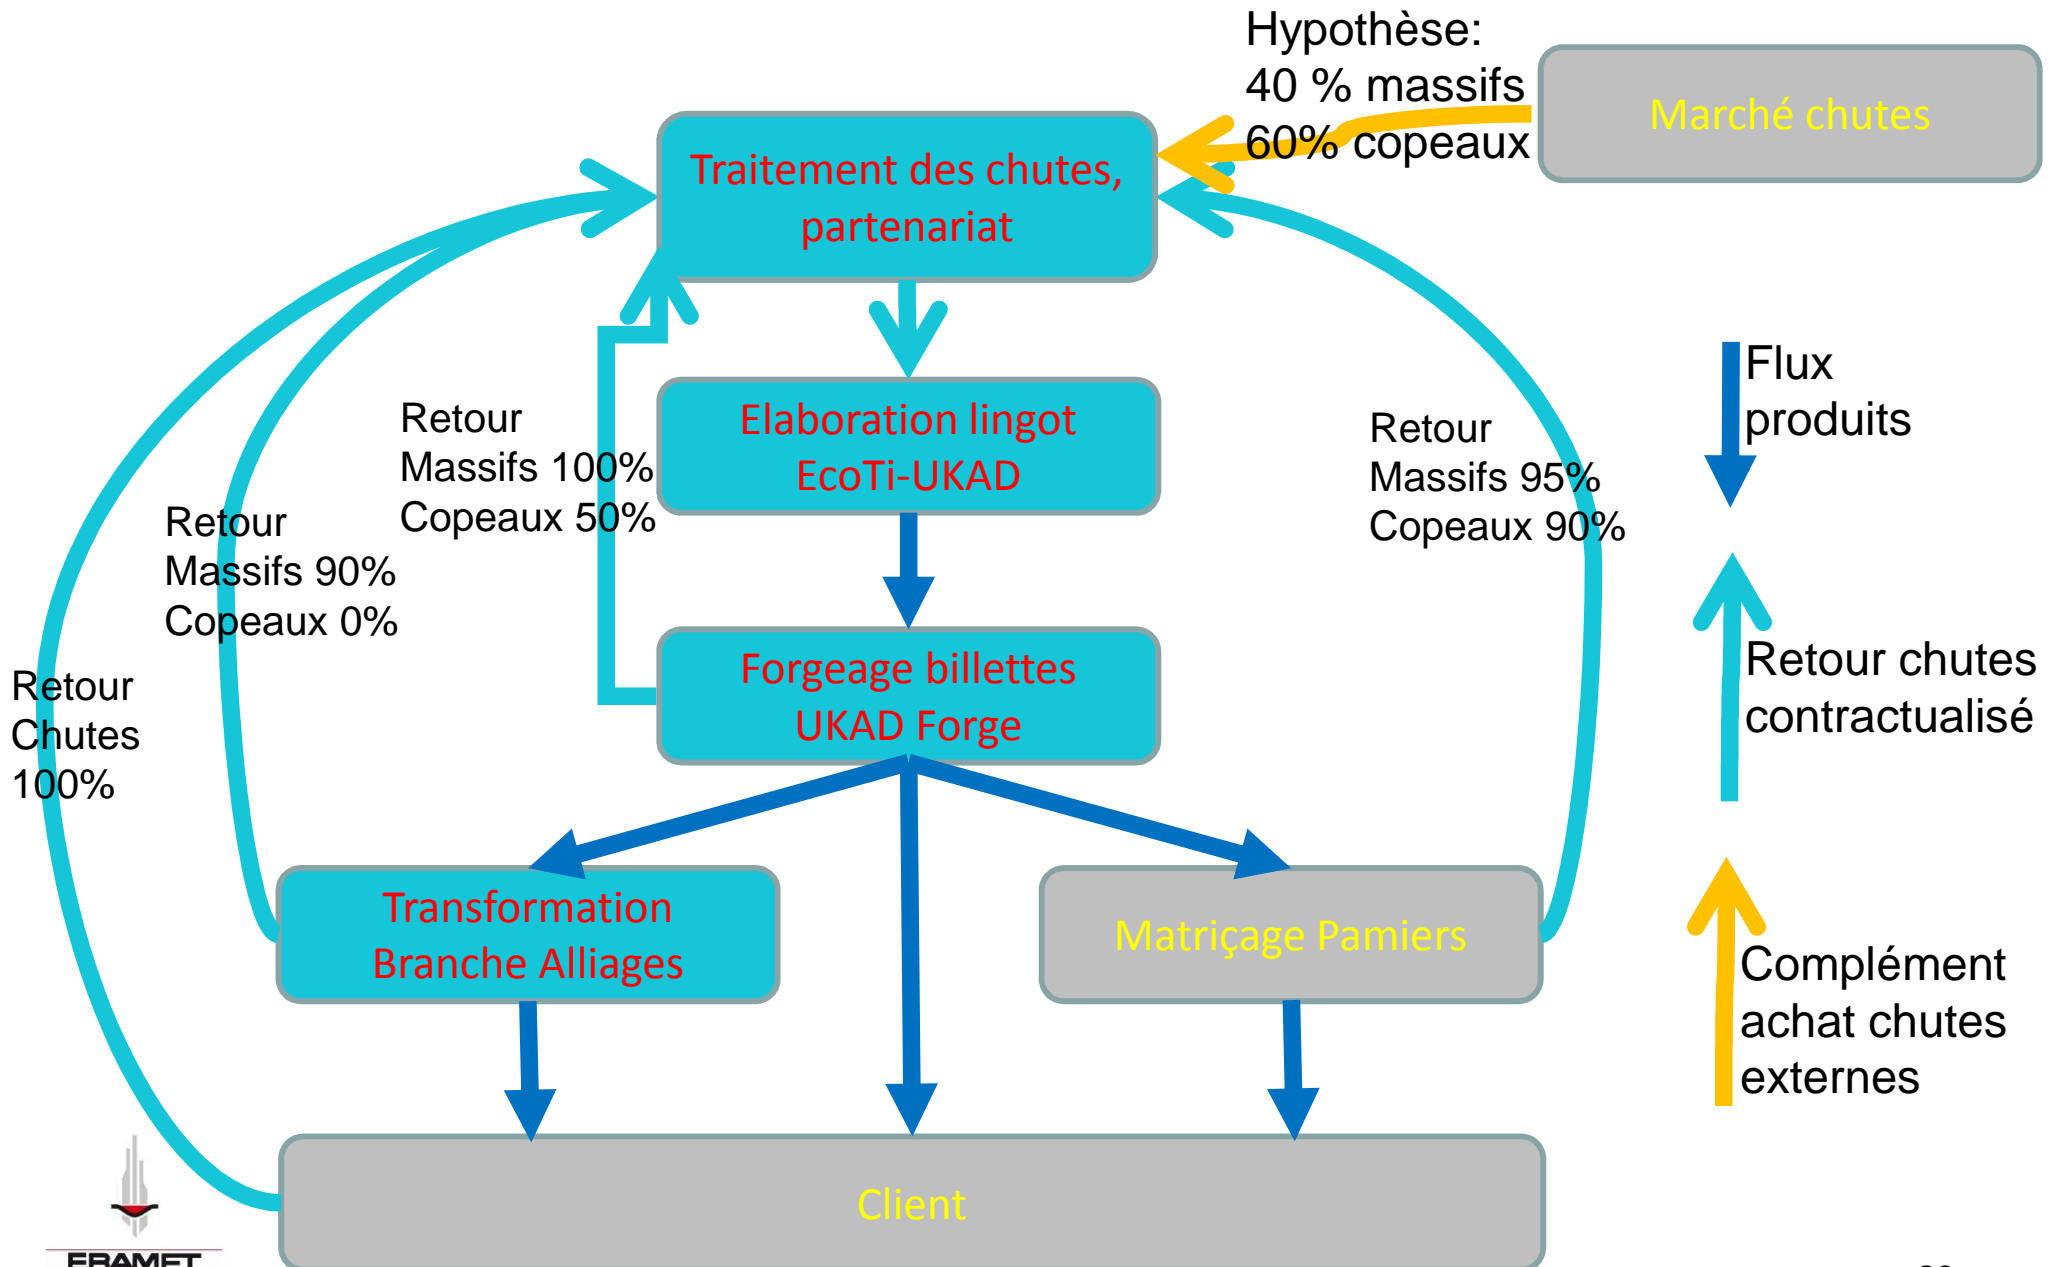 Hypothèse:
40 % massifs
60% copeaux
Marché chutes
Traitement des chutes,
partenariat
Elaboration lingot
EcoTi-UKAD
Retour
Massifs 100%
Copeaux 50%
Retour
Massifs 90%
Copeaux 0%
Retour
Massifs 95%
Copeaux 90%
Flux
produits
Forgeage billettes
UKAD Forge
Retour
Chutes
100%
Retour chutes
contractualisé
Transformation
Branche Alliages
Matriçage Pamiers
Complément
achat chutes
externes
Client
ERAMET